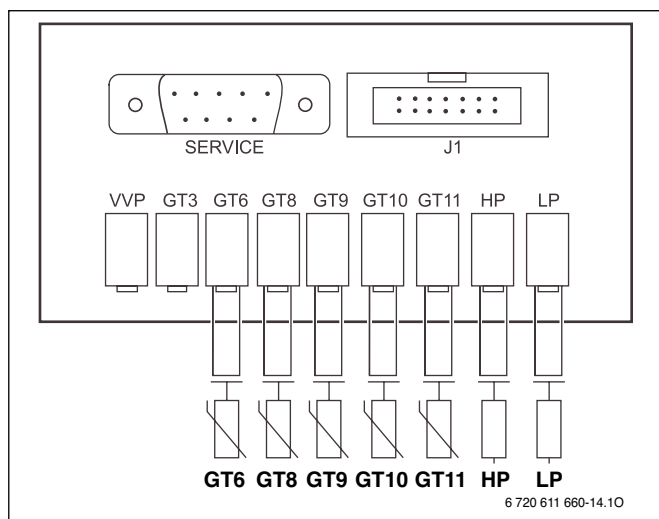 SERVICE J1
VVP GT3 GT6 GT8 GT9 GT10 GT11 HP LP
GT6 GT8 GT9 GT10 GT11 HP LP
6 720 611 660-14.1O